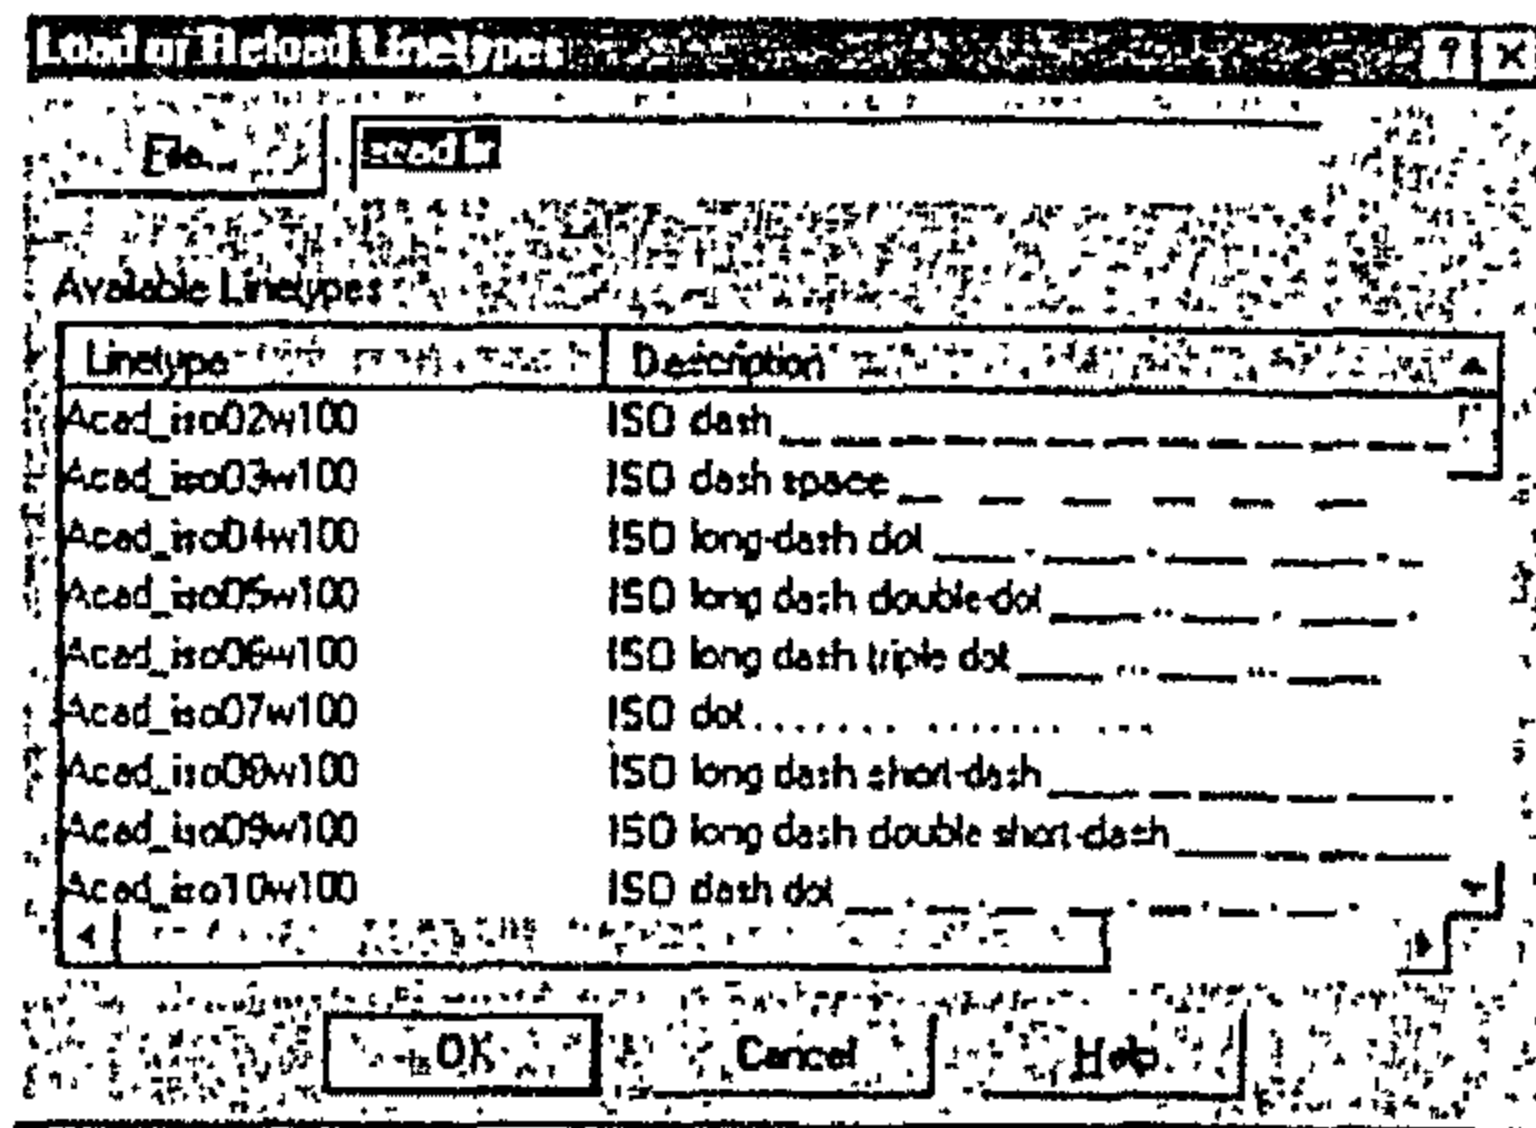 Load or Reload Linetypes ? X
File... acad.lin
Available Linetypes
Linetype Description
Acad_iso02w100 ISO dash
Acad_iso03w100 ISO dash space
Acad_iso04w100 ISO long-dash dot
Acad_iso05w100 ISO long dash double-dot
Acad_iso06w100 ISO long dash triple dot
Acad_iso07w100 ISO dot
Acad_iso08w100 ISO long dash short-dash
Acad_iso09w100 ISO long dash double short-dash
Acad_iso10w100 ISO dash dot
OK Cancel Help